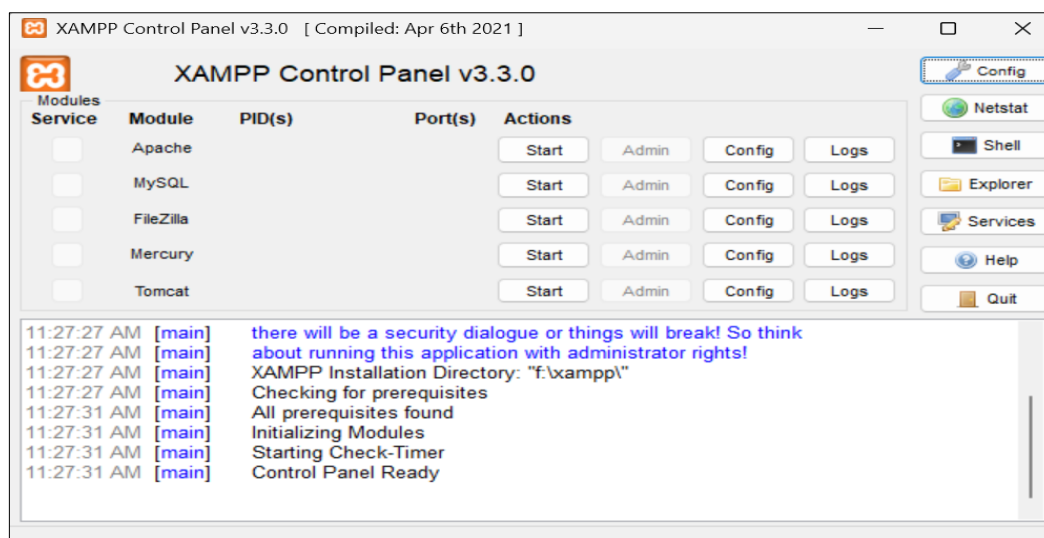 XAMPP Control Panel v3.3.0 [ Compiled: Apr 6th 2021 ]
XAMPP Control Panel v3.3.0
Config
Modules
Service Module PID(s) Port(s) Actions
Netstat
Apache Start Admin Config Logs
Shell
MySQL Start Admin Config Logs
Explorer
FileZilla Start Admin Config Logs
Services
Mercury Start Admin Config Logs
Help
Tomcat Start Admin Config Logs
Quit
11:27:27 AM [main] there will be a security dialogue or things will break! So think
11:27:27 AM [main] about running this application with administrator rights!
11:27:27 AM [main] XAMPP Installation Directory: "f:\xampp\"
11:27:27 AM [main] Checking for prerequisites
11:27:31 AM [main] All prerequisites found
11:27:31 AM [main] Initializing Modules
11:27:31 AM [main] Starting Check-Timer
11:27:31 AM [main] Control Panel Ready